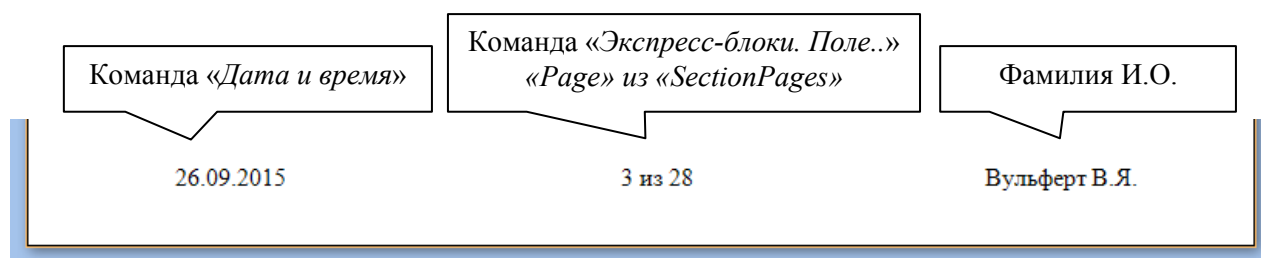 Команда «Дата и время»
Команда «Экспресс-блоки. Поле..»
«Page» из «SectionPages»
Фамилия И.О.
26.09.2015
3 из 28
Вульферт В.Я.